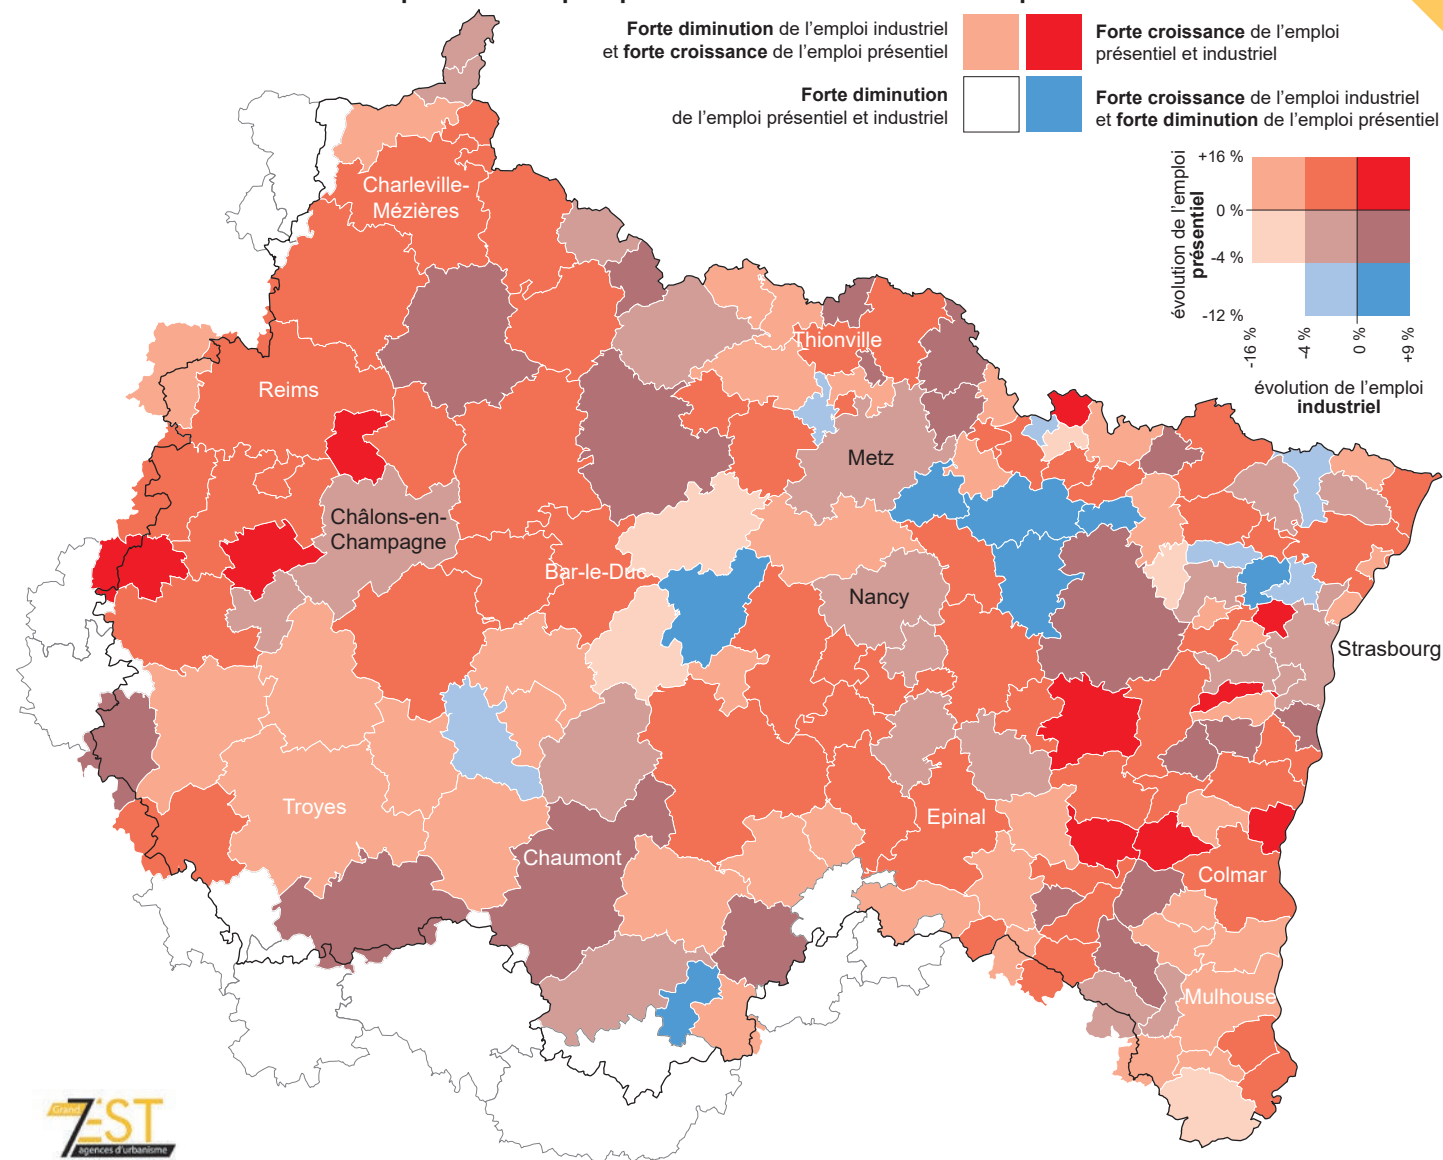 Forte diminution de l'emploi industriel
et forte croissance de l'emploi présentiel
Forte croissance de l'emploi
présentiel et industriel
Forte diminution
de l'emploi présentiel et industriel
Forte croissance de l'emploi industriel
et forte diminution de l'emploi présentiel
évolution de l'emploi
présentiel
+16 %
0 %
-4 %
-12 %
-16 %
-4 %
0 %
+9 %
évolution de l'emploi
industriel
Charleville-
Mézières
Thionville
Reims
Metz
Châlons-en-
Champagne
Bar-le-Duc
Nancy
Strasbourg
Troyes
Epinal
Chaumont
Colmar
Mulhouse
Grand
7EST
agences d'urbanisme